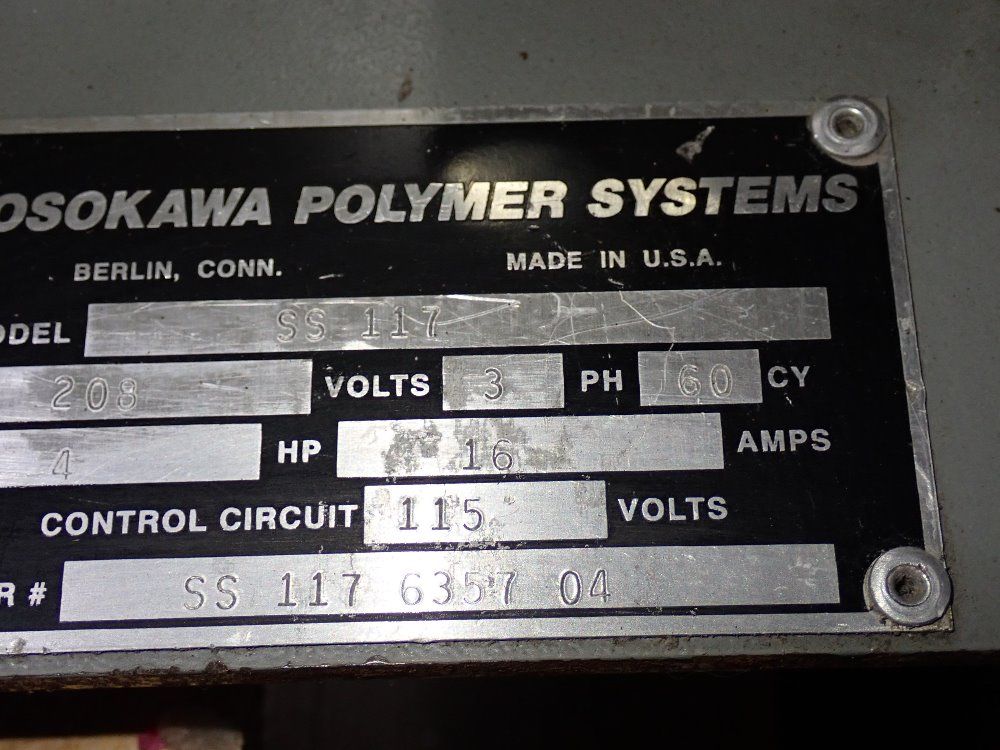 OSOKAWA POLYMER SYSTEMS
BERLIN, CONN. MADE IN U.S.A.
ODEL SS 117
208 VOLTS 3 PH 60 CY
4 HP 16 AMPS
CONTROL CIRCUIT 115 VOLTS
R # SS 117 6357 04